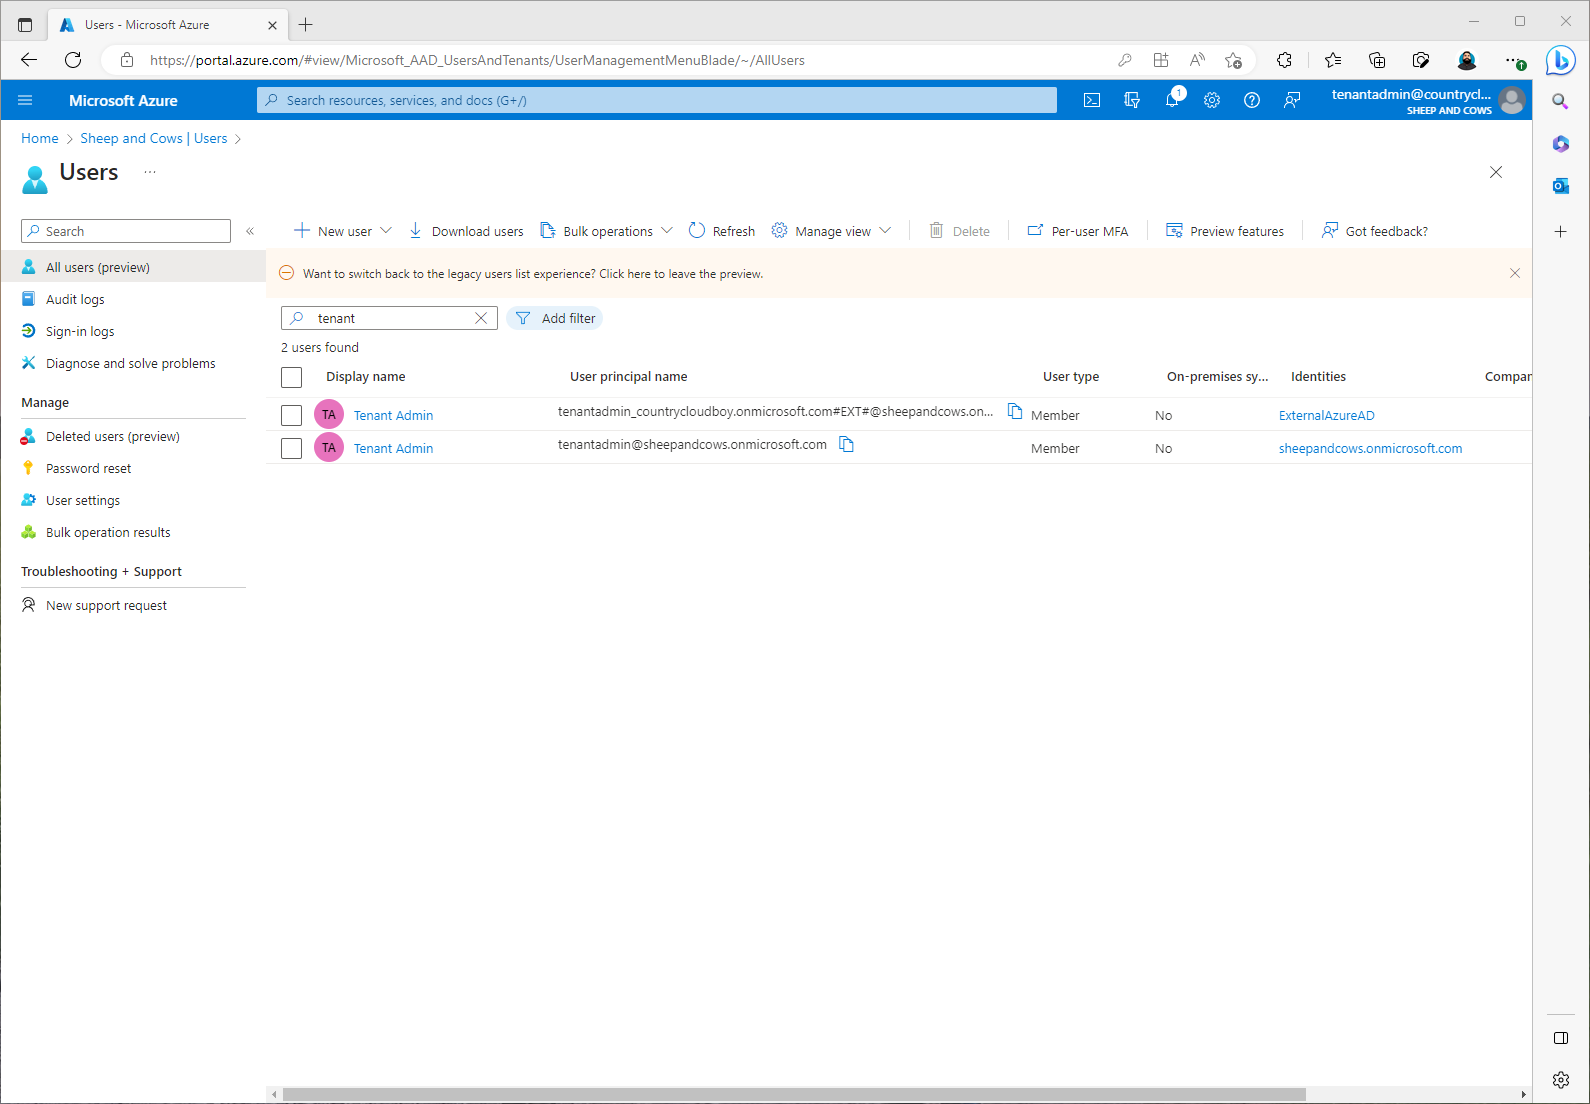 Users - Microsoft Azure
https://portal.azure.com/#view/Microsoft_AAD_UsersAndTenants/UserManagementMenuBlade/~/AllUsers
Microsoft Azure
Search resources, services, and docs (G+/)
1
tenantadmin@countrycl...
SHEEP AND COWS
Home > Sheep and Cows | Users >
Users ...
Search
«
New user
Download users
Bulk operations
Refresh
Manage view
Delete
Per-user MFA
Preview features
Got feedback?
All users (preview)
Audit logs
Sign-in logs
Diagnose and solve problems
Manage
Deleted users (preview)
Password reset
User settings
Bulk operation results
Troubleshooting + Support
New support request
Want to switch back to the legacy users list experience? Click here to leave the preview.
tenant
Add filter
2 users found
Display name User principal name User type On-premises sy... Identities Compan
TA Tenant Admin tenantadmin_countrycloudboy.onmicrosoft.com#EXT#@sheepandcows.on... Member No ExternalAzureAD
TA Tenant Admin tenantadmin@sheepandcows.onmicrosoft.com Member No sheepandcows.onmicrosoft.com